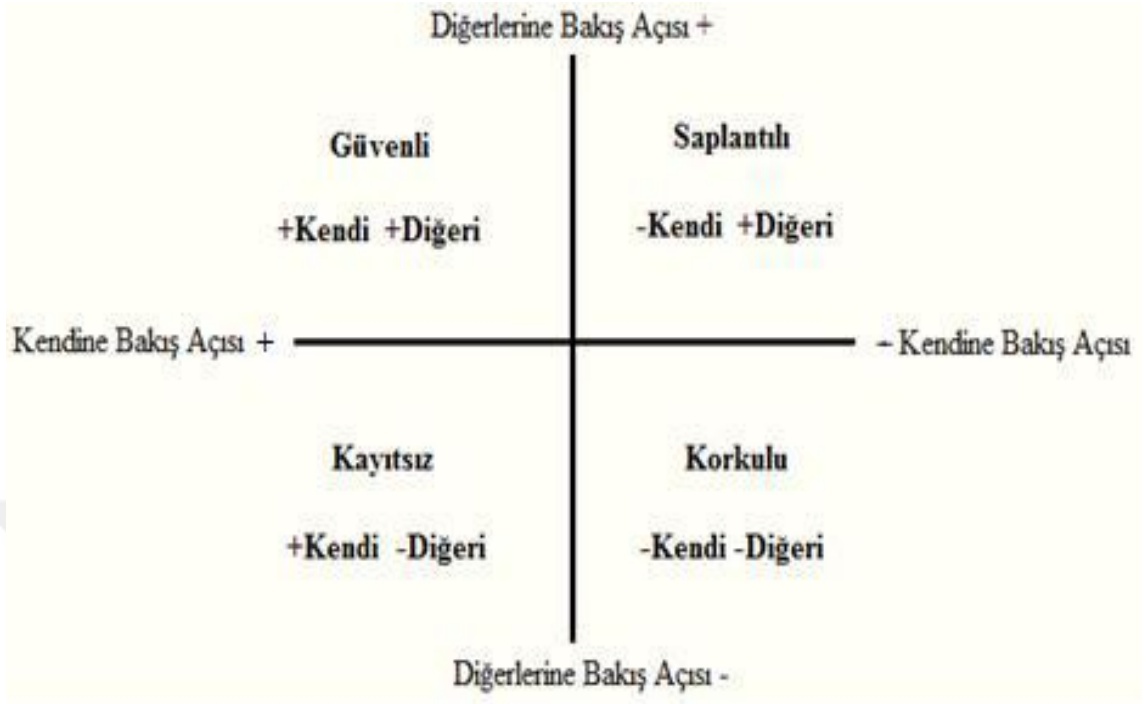 Diğerlerine Bakış Açısı +
Güvenli
Saplantılı
+Kendi +Diğeri
-Kendi +Diğeri
Kendine Bakış Açısı +
- Kendine Bakış Açısı
Kayıtsız
Korkulu
+Kendi -Diğeri
-Kendi -Diğeri
Diğerlerine Bakış Açısı -